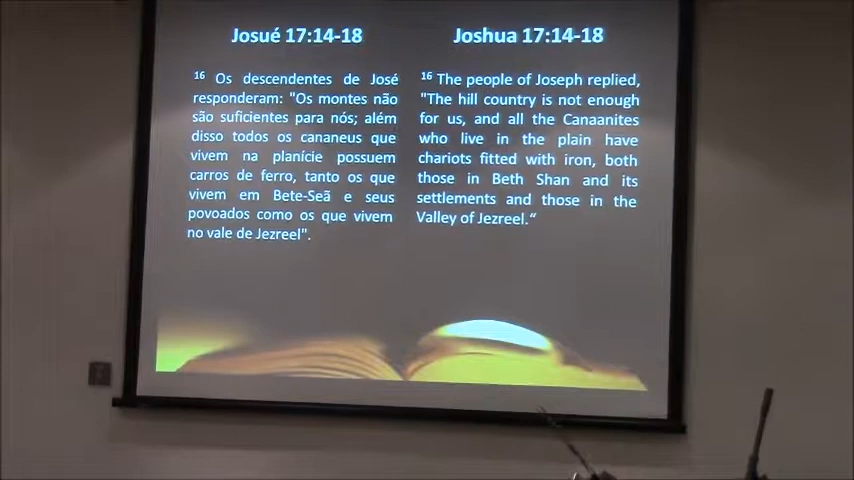 Josué 17:14-18
16 Os descendentes de José
responderam: "Os montes não
são suficientes para nós; além
disso todos os cananeus que
vivem na planície possuem
carros de ferro, tanto os que
vivem em Bete-Seã e seus
povoados como os que vivem
no vale de Jezreel".
Joshua 17:14-18
16 The people of Joseph replied,
"The hill country is not enough
for us, and all the Canaanites
who live in the plain have
chariots fitted with iron, both
those in Beth Shan and its
settlements and those in the
Valley of Jezreel.“